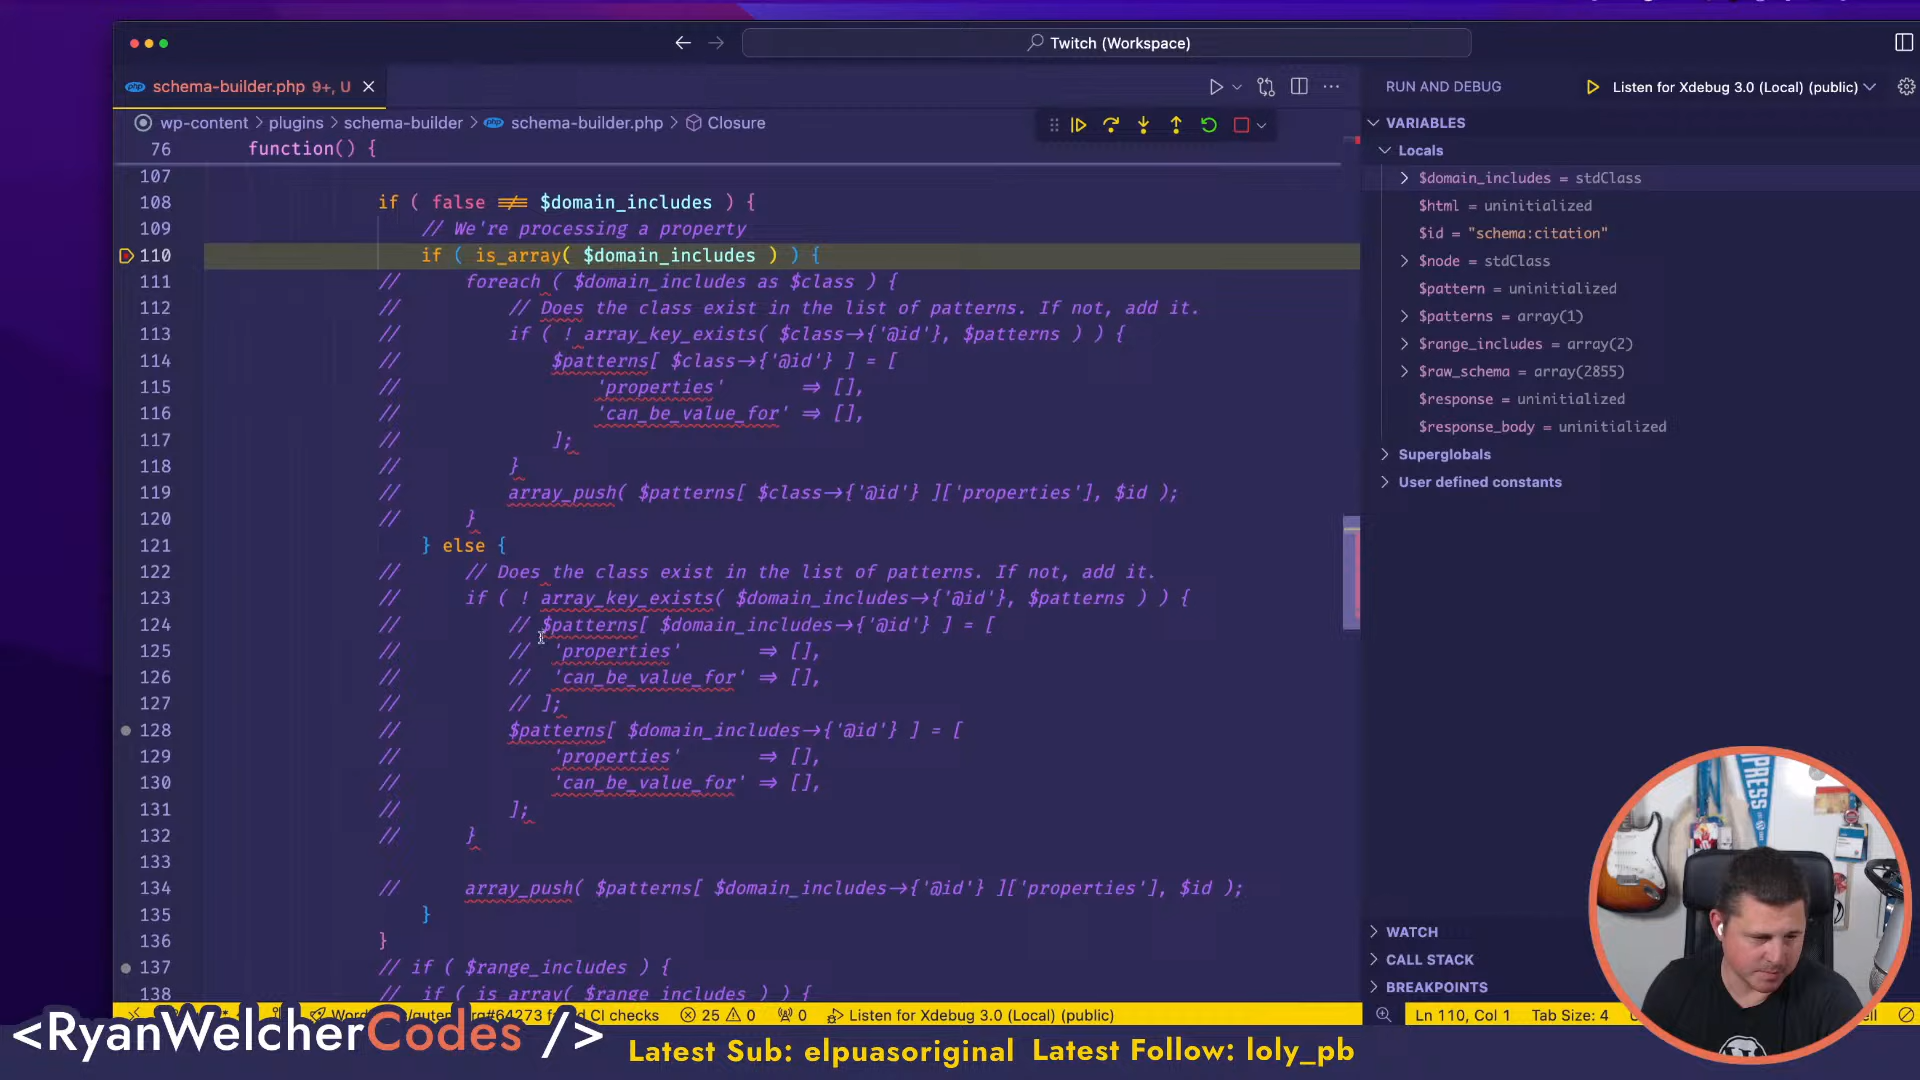 Twitch (Workspace)
schema-builder.php 9+, U
RUN AND DEBUG
Listen for Xdebug 3.0 (Local) (public)
wp-content > plugins > schema-builder > schema-builder.php > Closure
76 function() {
107
108 if ( false !== $domain_includes ) {
109 // We're processing a property
110 if ( is_array( $domain_includes ) ) {
111 // foreach ( $domain_includes as $class ) {
112 // // Does the class exist in the list of patterns. If not, add it.
113 // if ( ! array_key_exists( $class->{'@id'}, $patterns ) ) {
114 // $patterns[ $class->{'@id'} ] = [
115 // 'properties' => [],
116 // 'can_be_value_for' => [],
117 // ];
118 // }
119 // array_push( $patterns[ $class->{'@id'} ]['properties'], $id );
120 // }
121 } else {
122 // // Does the class exist in the list of patterns. If not, add it.
123 // if ( ! array_key_exists( $domain_includes->{'@id'}, $patterns ) ) {
124 // // $patterns[ $domain_includes->{'@id'} ] = [
125 // // 'properties' => [],
126 // // 'can_be_value_for' => [],
127 // // ];
128 // $patterns[ $domain_includes->{'@id'} ] = [
129 // 'properties' => [],
130 // 'can_be_value_for' => [],
131 // ];
132 // }
133
134 // array_push( $patterns[ $domain_includes->{'@id'} ]['properties'], $id );
135 }
136 }
137 // if ( $range_includes ) {
138 // if ( is_array( $range_includes ) ) {
VARIABLES
Locals
$domain_includes = stdClass
$html = uninitialized
$id = "schema:citation"
$node = stdClass
$pattern = uninitialized
$patterns = array(1)
$range_includes = array(2)
$raw_schema = array(2855)
$response = uninitialized
$response_body = uninitialized
Superglobals
User defined constants
WATCH
CALL STACK
BREAKPOINTS
#64273 CI checks 25 0 0 Listen for Xdebug 3.0 (Local) (public) Ln 110, Col 1 Tab Size: 4
<RyanWelcherCodes />
Latest Sub: elpuasoriginal Latest Follow: loly_pb